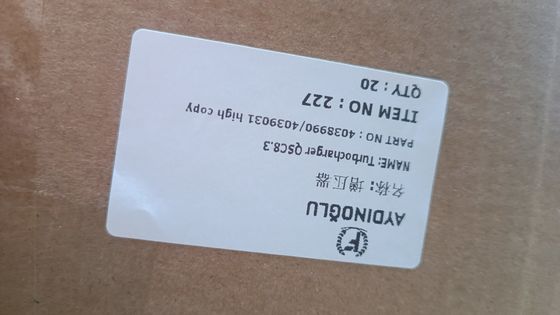 F
AYDINOĞLU
名称: 增压器
NAME: Turbocharger QSC8.3
PART NO : 4038990/4039031 high copy
ITEM NO : 227
QTY : 20